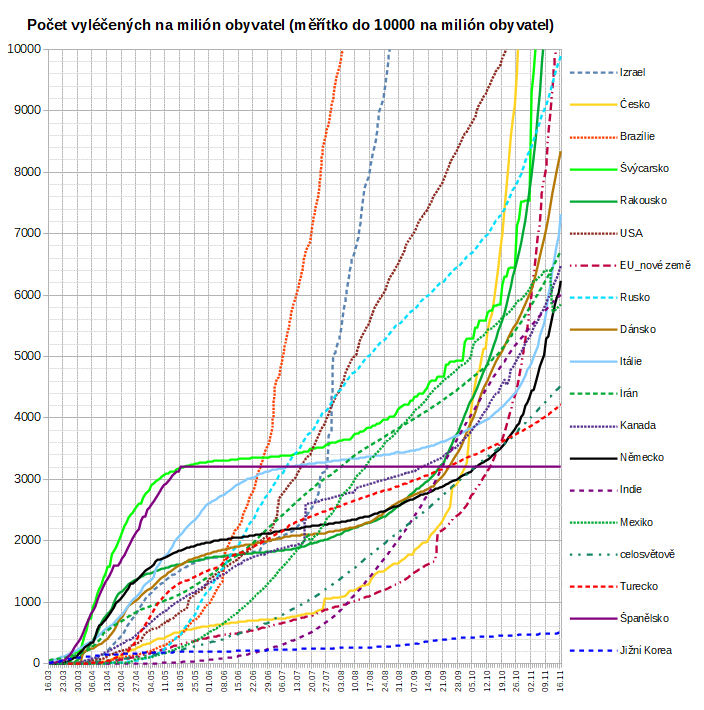 Počet vyléčených na milión obyvatel (měřítko do 10000 na milión obyvatel)
10000
9000
8000
7000
6000
5000
4000
3000
2000
1000
0
16.03 23.03 30.03 06.04 13.04 20.04 27.04 04.05 11.05 18.05 25.05 01.06 08.06 15.06 22.06 29.06 06.07 13.07 20.07 27.07 03.08 10.08 17.08 24.08 31.08 07.09 14.09 21.09 28.09 05.10 12.10 19.10 26.10 02.11 09.11 16.11
Izrael
Česko
Brazílie
Švýcarsko
Rakousko
USA
EU_nové země
Rusko
Dánsko
Itálie
Írán
Kanada
Německo
Indie
Mexiko
celosvětově
Turecko
Španělsko
Jižní Korea